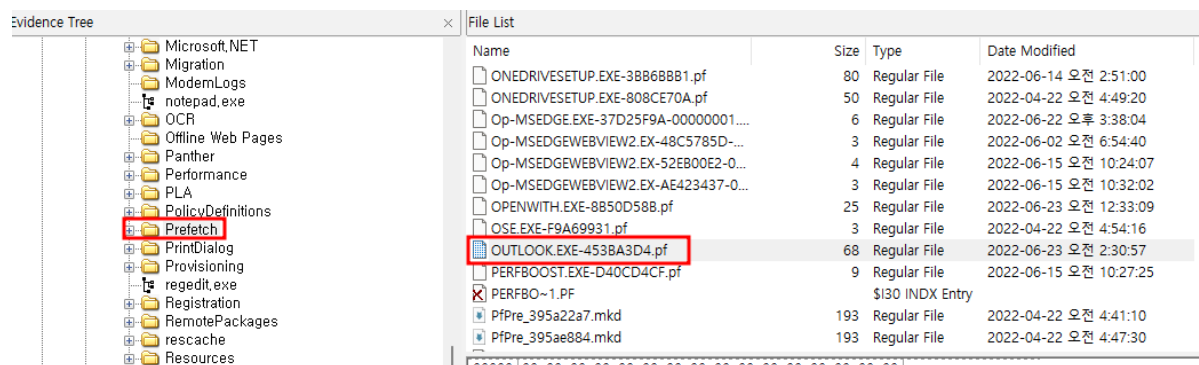 Evidence Tree
Microsoft.NET
Migration
ModemLogs
notepad.exe
OCR
Offline Web Pages
Panther
Performance
PLA
PolicyDefinitions
Prefetch
PrintDialog
Provisioning
regedit.exe
Registration
RemotePackages
rescache
Resources
File List
Name Size Type Date Modified
ONEDRIVESETUP.EXE-3BB6BBB1.pf 80 Regular File 2022-06-14 오전 2:51:00
ONEDRIVESETUP.EXE-808CE70A.pf 50 Regular File 2022-04-22 오전 4:49:20
Op-MSEDGE.EXE-37D25F9A-00000001.... 6 Regular File 2022-06-22 오후 3:38:04
Op-MSEDGEWEBVIEW2.EX-48C5785D-... 3 Regular File 2022-06-02 오전 6:54:40
Op-MSEDGEWEBVIEW2.EX-52EB00E2-0... 4 Regular File 2022-06-15 오전 10:24:07
Op-MSEDGEWEBVIEW2.EX-AE423437-0... 3 Regular File 2022-06-15 오전 10:32:02
OPENWITH.EXE-8B50D58B.pf 25 Regular File 2022-06-23 오전 12:33:09
OSE.EXE-F9A69931.pf 3 Regular File 2022-04-22 오전 4:54:16
OUTLOOK.EXE-453BA3D4.pf 68 Regular File 2022-06-23 오전 2:30:57
PERFBOOST.EXE-D40CD4CF.pf 9 Regular File 2022-06-15 오전 10:27:25
PERFBO~1.PF $I30 INDX Entry
PfPre_395a22a7.mkd 193 Regular File 2022-04-22 오전 4:41:10
PfPre_395ae884.mkd 193 Regular File 2022-04-22 오전 4:47:30